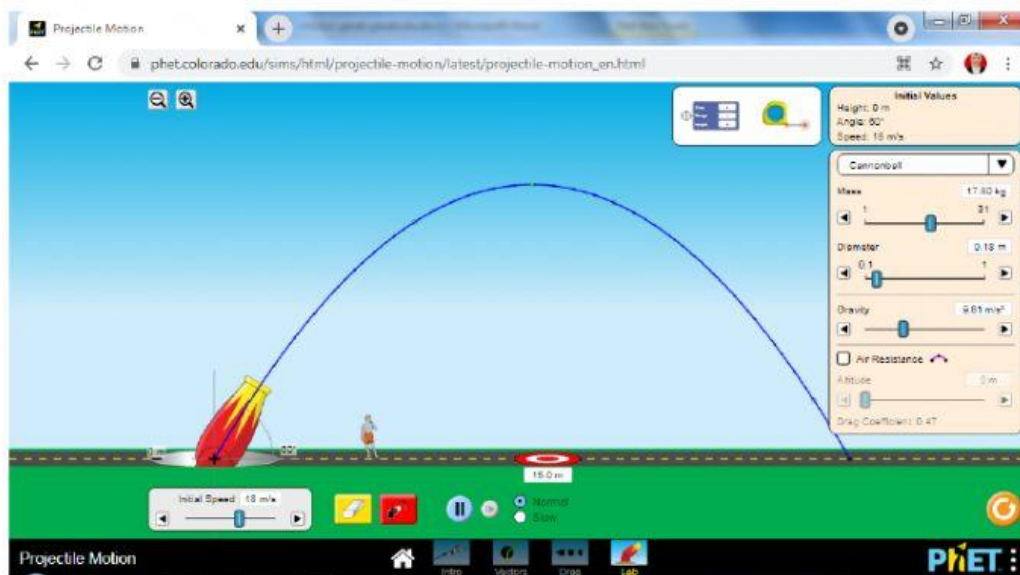 Projectile Motion
phet.colorado.edu/sims/html/projectile-motion/latest/projectile-motion_en.html
Initial Values
Height: 0 m
Angle: 60°
Speed: 18 m/s
Cannonball
Mass 17.60 kg
1 31
Diameter 0.18 m
0.1 1
Gravity 9.81 m/s²
Air Resistance
Altitude 0 m
Drag Coefficient: 0.47
0 m
60°
15.0 m
Initial Speed 18 m/s
Normal
Slow
Projectile Motion
Intro Vectors Drag Lab
PhET